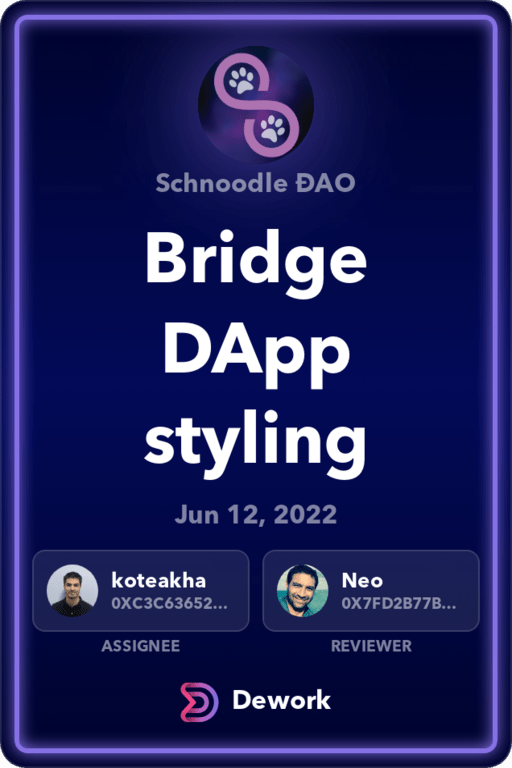 Schnoodle ĐAO
Bridge
DApp
styling
Jun 12, 2022
koteakha
0XC3C63652...
Neo
0X7FD2B77B...
ASSIGNEE
REVIEWER
Dework